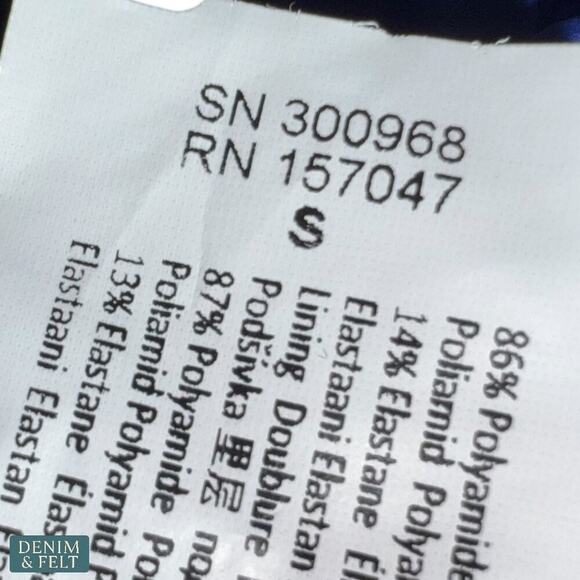 SN 300968
RN 157047
S
86% Polyamide
Poliamid
14% Elastane
Elastaani Elastan
Lining Doublure
Podšívka 里层
87% Polyamide
Poliamid Polyamid
13% Elastane
Elastaani Elastan
DENIM
& FELT